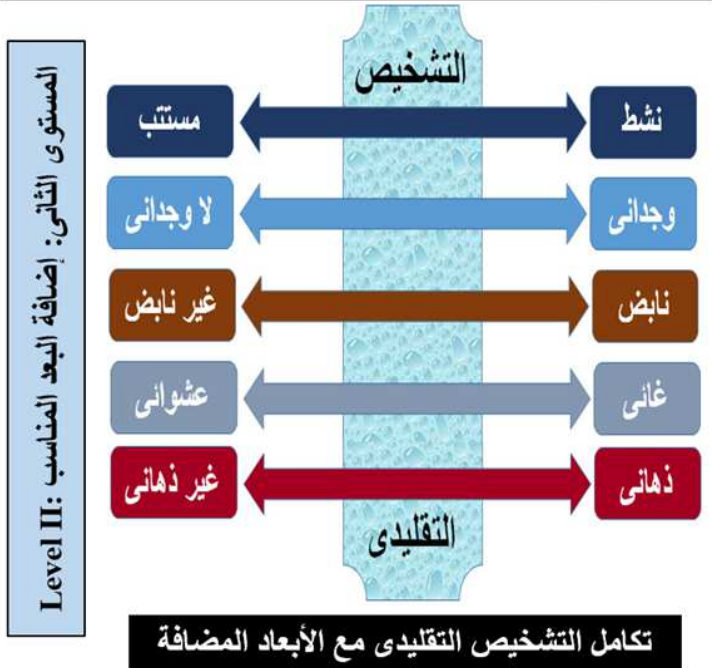 Level II: المستوى الثانى: إضافة البعد المناسب
التشخيص
نشط
مستتب
وجدانى
لا وجدانى
نابض
غير نابض
غائى
عشوائى
ذهانى
غير ذهانى
التقليدى
تكامل التشخيص التقليدى مع الأبعاد المضافة